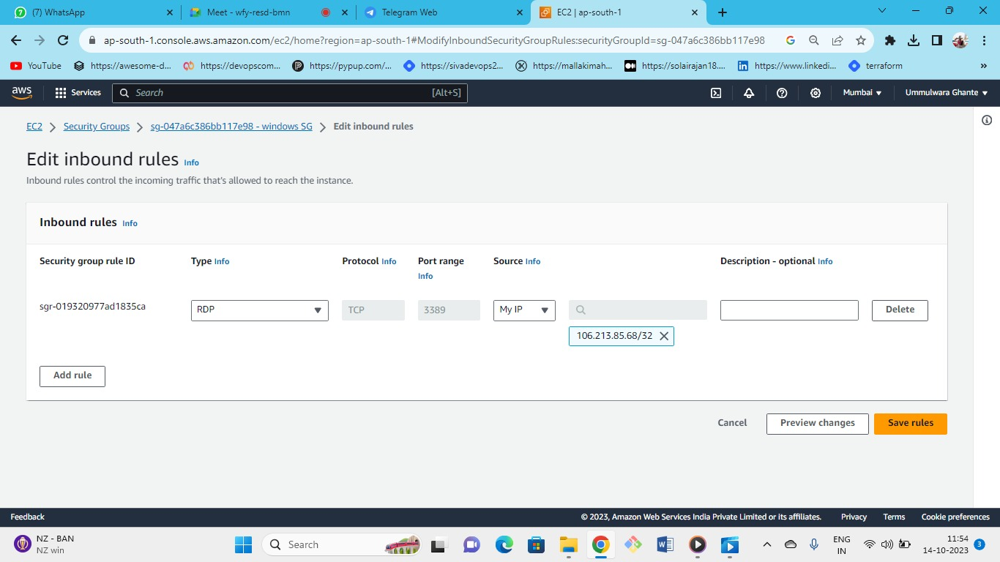 (7) WhatsApp
Meet - wfy-resd-bmn
Telegram Web
EC2 | ap-south-1
ap-south-1.console.aws.amazon.com/ec2/home?region=ap-south-1#ModifyInboundSecurityGroupRules:securityGroupId=sg-047a6c386bb117e98
YouTube
https://awesome-d...
https://devopscom...
https://pypup.com/...
https://sivadevops2...
https://mallakimah...
https://solairajan18....
https://www.linkedi...
terraform
aws
Services
Search
[Alt+S]
Mumbai
Ummulwara Ghante
EC2
Security Groups
sg-047a6c386bb117e98 - windows SG
Edit inbound rules
Edit inbound rules Info
Inbound rules control the incoming traffic that's allowed to reach the instance.
Inbound rules Info
Security group rule ID
Type Info
Protocol Info
Port range Info
Source Info
Description - optional Info
sgr-019320977ad1835ca
RDP
TCP
3389
My IP
Delete
106.213.85.68/32
Add rule
Cancel
Preview changes
Save rules
Feedback
© 2023, Amazon Web Services India Private Limited or its affiliates.
Privacy
Terms
Cookie preferences
NZ - BAN
NZ win
Search
ENG
IN
11:54
14-10-2023
3